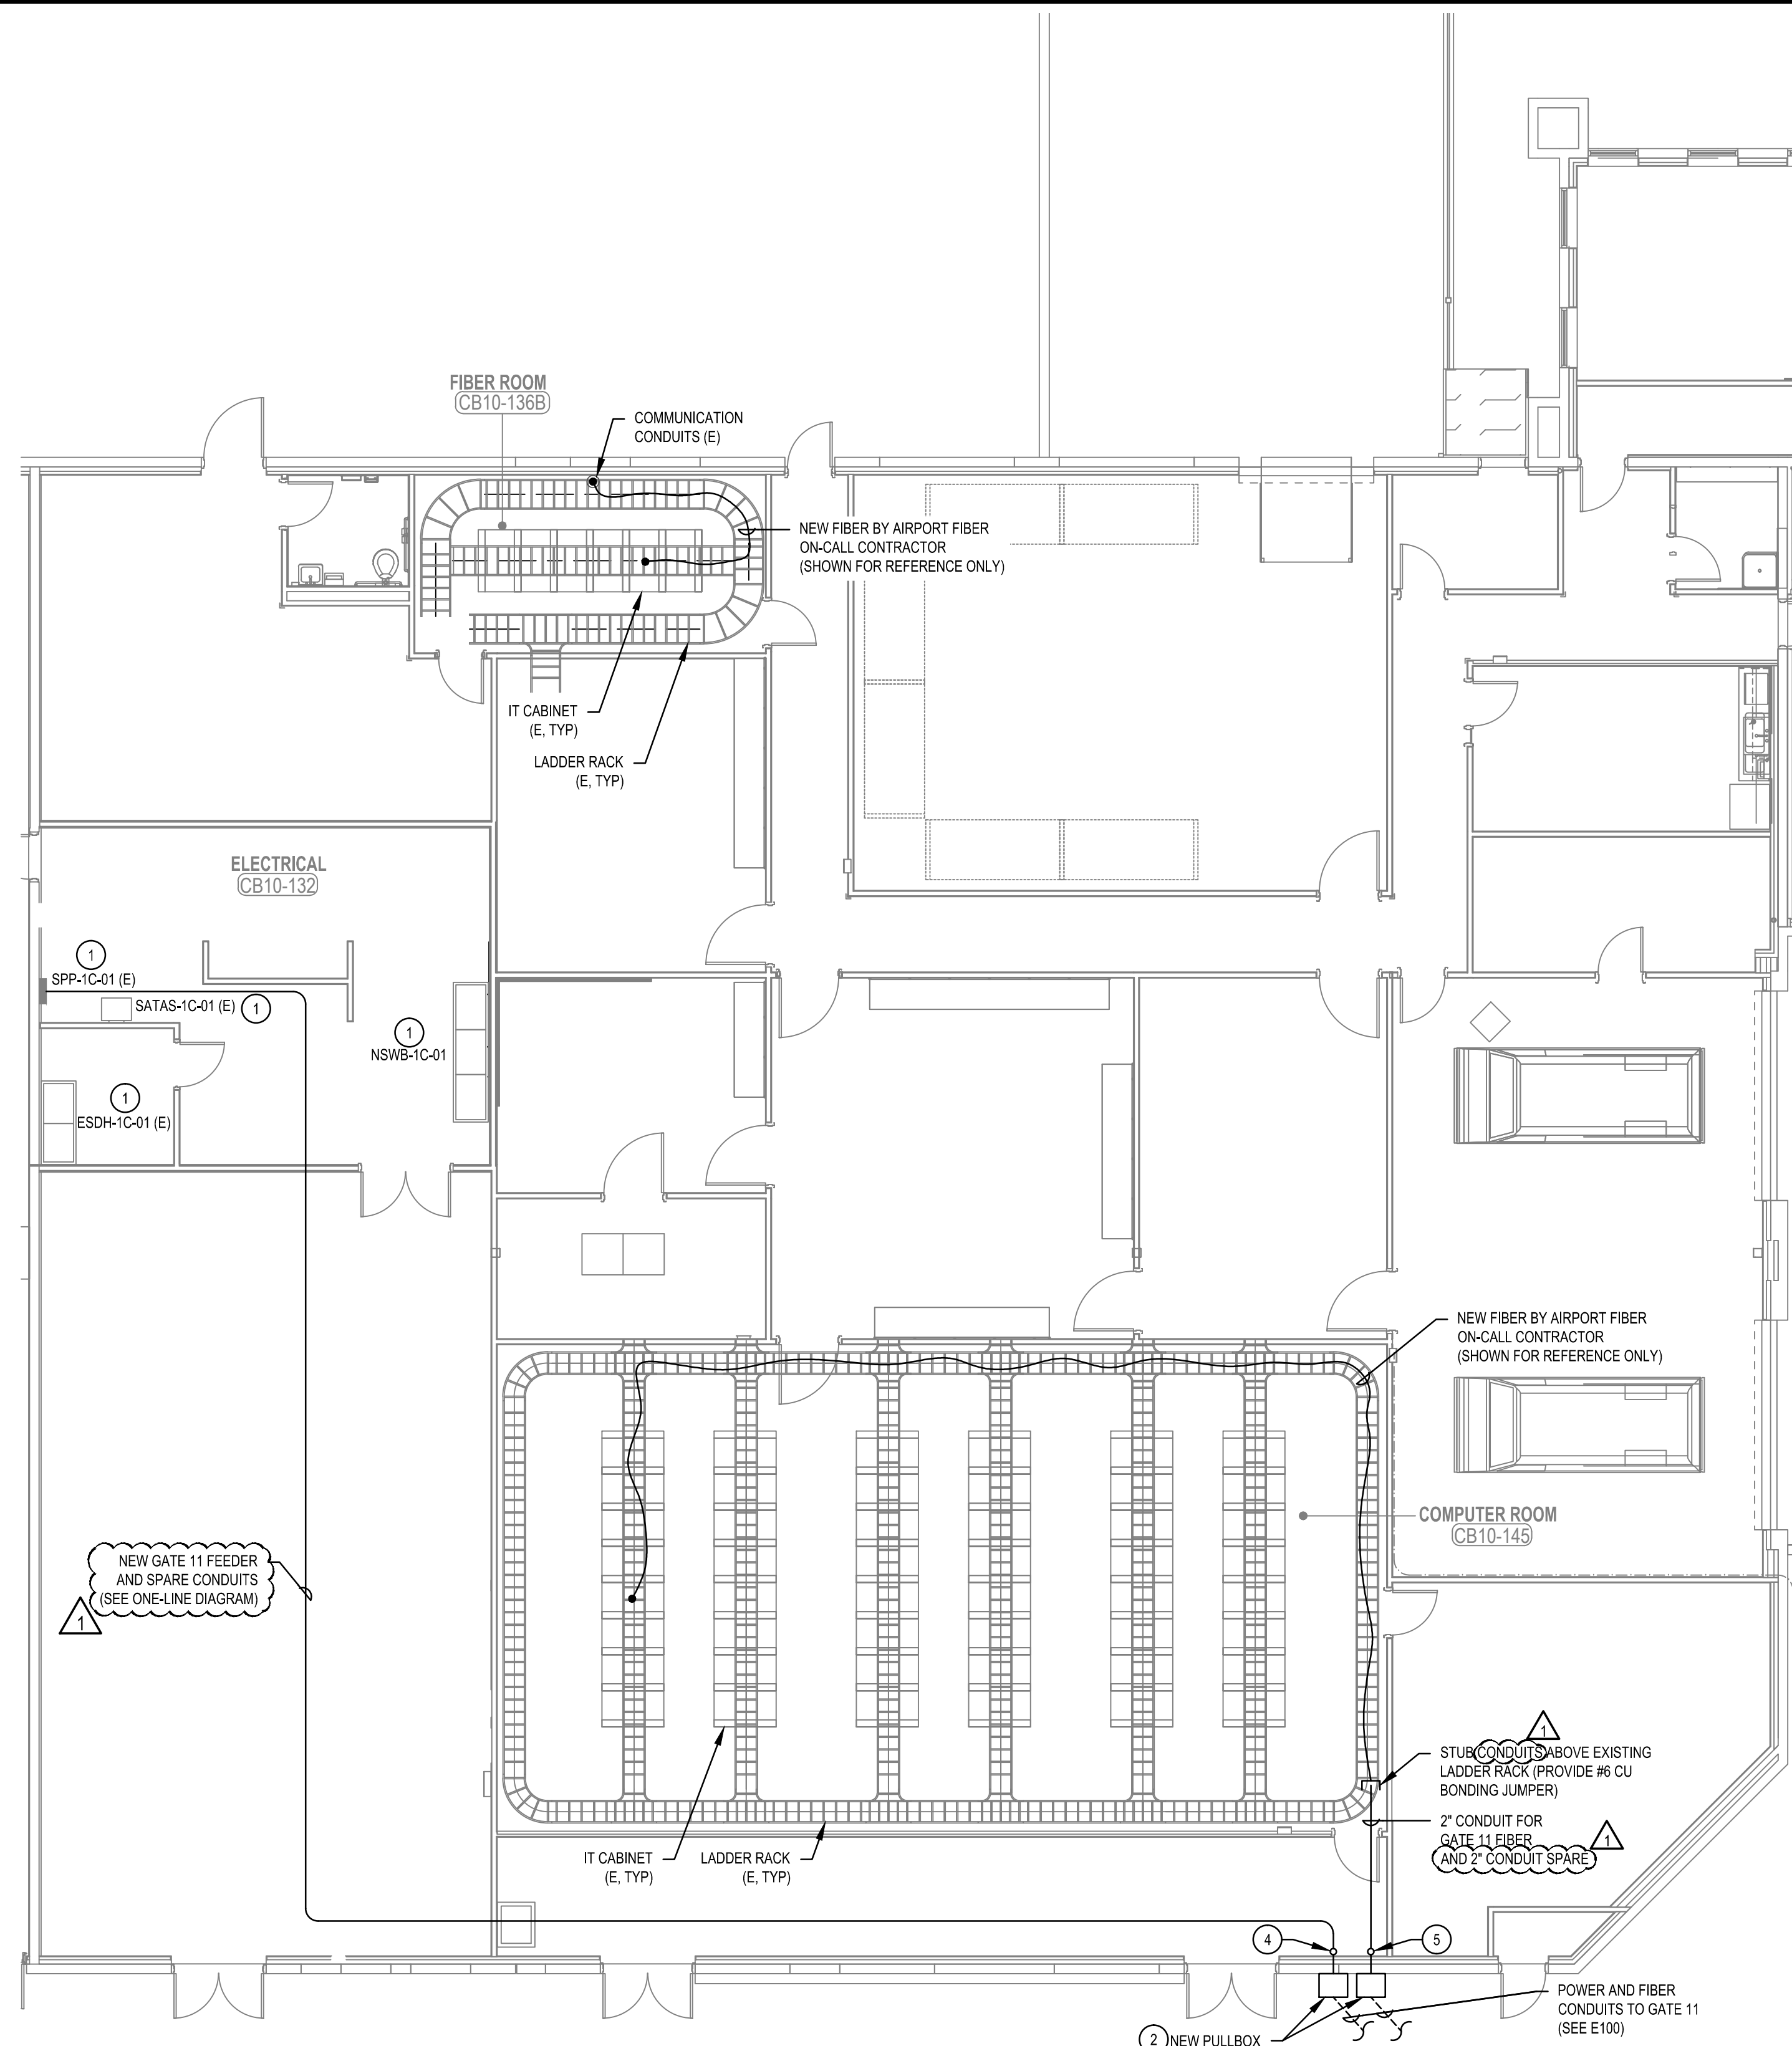 FIBER ROOM
CB10-136B
COMMUNICATION
CONDUITS (E)
NEW FIBER BY AIRPORT FIBER
ON-CALL CONTRACTOR
(SHOWN FOR REFERENCE ONLY)
IT CABINET
(E, TYP)
LADDER RACK
(E, TYP)
ELECTRICAL
CB10-132
1
SPP-1C-01 (E)
SATAS-1C-01 (E)
1
1
NSWB-1C-01
1
ESDH-1C-01 (E)
NEW FIBER BY AIRPORT FIBER
ON-CALL CONTRACTOR
(SHOWN FOR REFERENCE ONLY)
COMPUTER ROOM
CB10-145
NEW GATE 11 FEEDER
AND SPARE CONDUITS
(SEE ONE-LINE DIAGRAM)
1
1
STUB CONDUITS ABOVE EXISTING
LADDER RACK (PROVIDE #6 CU
BONDING JUMPER)
2" CONDUIT FOR
GATE 11 FIBER
AND 2" CONDUIT SPARE
1
IT CABINET
(E, TYP)
LADDER RACK
(E, TYP)
4
5
POWER AND FIBER
CONDUITS TO GATE 11
(SEE E100)
2 NEW PULLBOX